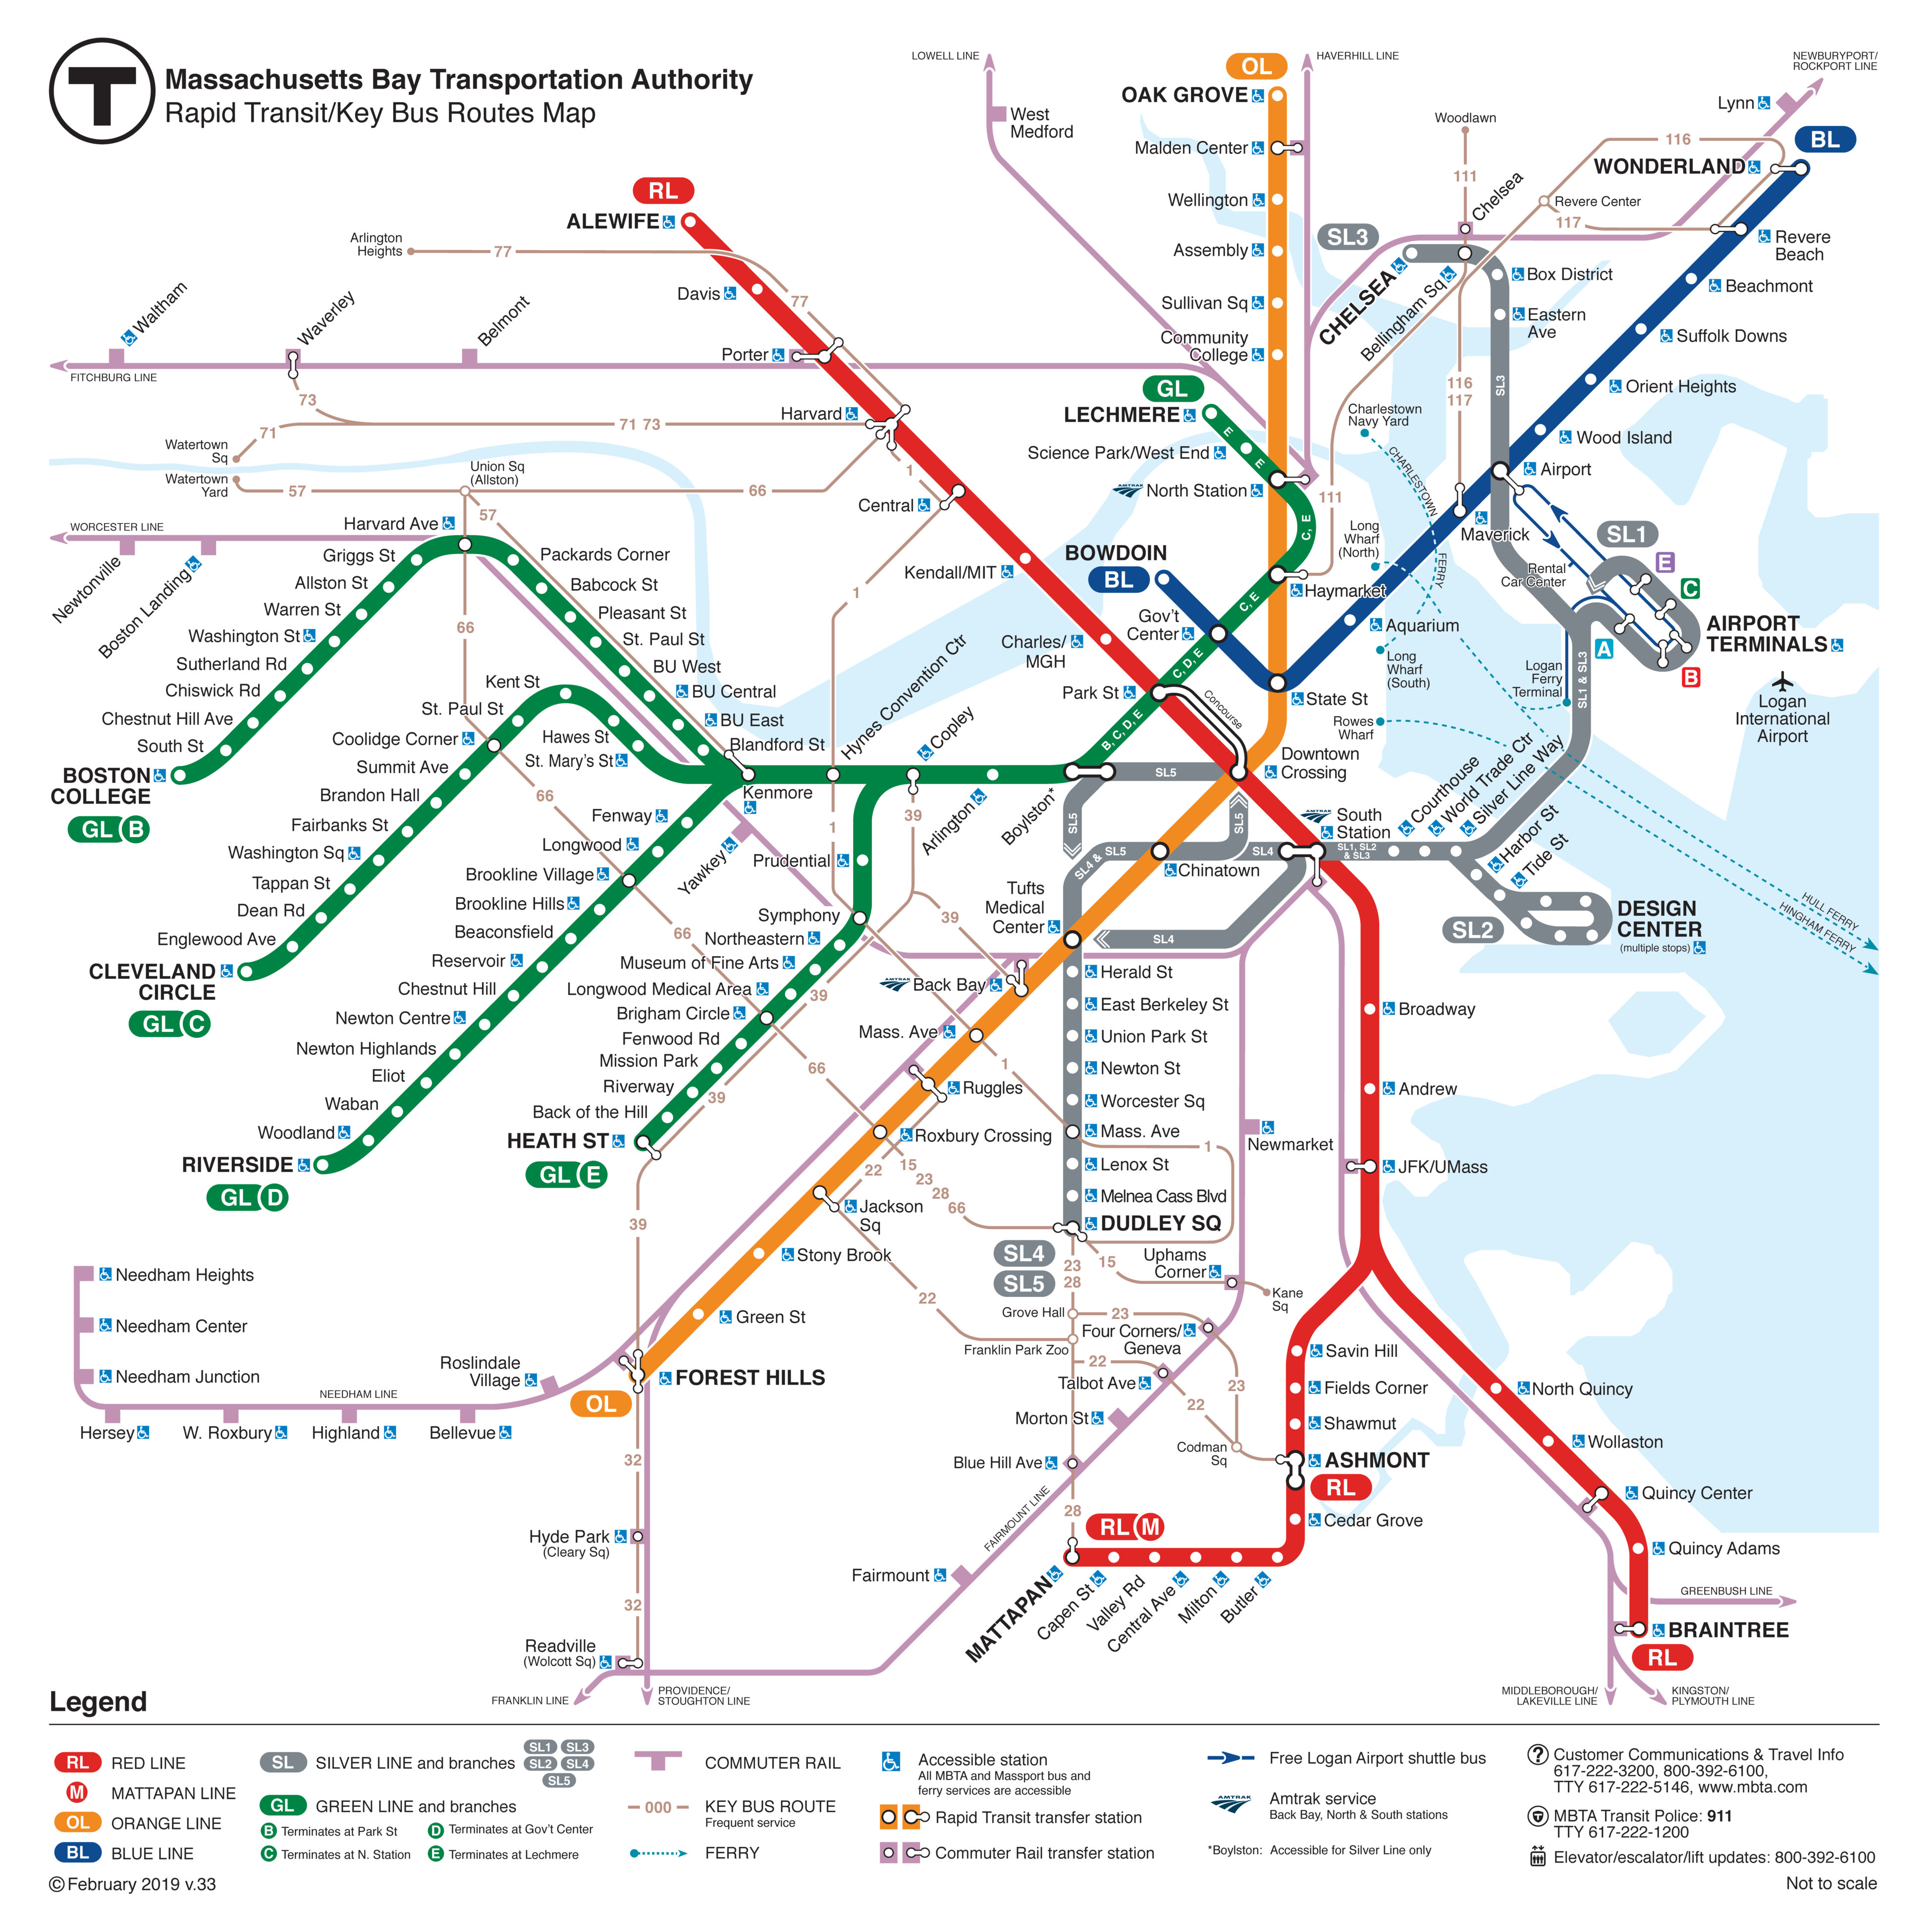 T
Massachusetts Bay Transportation Authority
Rapid Transit/Key Bus Routes Map
LOWELL LINE
OL
HAVERHILL LINE
NEWBURYPORT/
ROCKPORT LINE
West
Medford
OAK GROVE
Lynn
BL
Malden Center
Woodlawn
116
WONDERLAND
111
Chelsea
Wellington
Revere Center
117
RL
ALEWIFE
Arlington
Heights
77
Assembly
SL3
Revere
Beach
Davis
77
Sullivan Sq
CHELSEA
Bellingham Sq
Box District
Beachmont
Eastern
Ave
Waltham
Waverley
Belmont
Porter
Community
College
Suffolk Downs
FITCHBURG LINE
SL3
73
GL
LECHMERE
E
E
116
117
Orient Heights
Harvard
71 73
71
Charlestown
Navy Yard
Watertown
Sq
Science Park/West End
Wood Island
CHARLESTOWN
FERRY
Union Sq
(Allston)
1
Watertown
Yard
57
66
AMTRAK
North Station
111
Airport
57
Central
WORCESTER LINE
Harvard Ave
C, E
Long
Wharf
(North)
Maverick
SL1
Griggs St
Packards Corner
BOWDOIN
BL
Kendall/MIT
Rental
Car Center
E
C
Newtonville
Boston Landing
Allston St
Babcock St
Haymarket
Warren St
Pleasant St
1
C, E
Gov't
Center
Aquarium
AIRPORT
TERMINALS
A
B
Washington St
66
St. Paul St
Charles/
MGH
Sutherland Rd
BU West
C, D, E
Long
Wharf
(South)
Logan
Ferry
Terminal
SL1 & SL3
Chiswick Rd
Kent St
BU Central
Park St
Concourse
State St
Logan
International
Airport
Chestnut Hill Ave
St. Paul St
BU East
Hynes Convention Ctr
Copley
B, C, D, E
Rowes
Wharf
South St
Coolidge Corner
Hawes St
Blandford St
Downtown
Crossing
BOSTON
COLLEGE
GL B
Summit Ave
St. Mary's St
SL5
Courthouse
World Trade Ctr
Silver Line Way
Kenmore
Brandon Hall
66
Fenway
1
39
Arlington
Boylston*
SL5
SL5
AMTRAK
South
Station
Harbor St
Tide St
Fairbanks St
Longwood
Yawkey
Prudential
SL4 & SL5
SL4
SL1, SL2
& SL3
Washington Sq
Brookline Village
Chinatown
Tappan St
Brookline Hills
Tufts
Medical
Center
Dean Rd
66
Symphony
39
SL2
DESIGN
CENTER
(multiple stops)
HULL FERRY
HINGHAM FERRY
Englewood Ave
Beaconsfield
Northeastern
SL4
CLEVELAND
CIRCLE
GL C
Reservoir
Museum of Fine Arts
AMTRAK
Back Bay
Herald St
Chestnut Hill
Longwood Medical Area
39
East Berkeley St
Broadway
Newton Centre
Brigham Circle
Mass. Ave
Union Park St
Newton Highlands
Fenwood Rd
Mission Park
66
1
Newton St
Eliot
Riverway
39
Ruggles
Worcester Sq
Andrew
Waban
Back of the Hill
Woodland
HEATH ST
GL E
Roxbury Crossing
Mass. Ave
1
Newmarket
RIVERSIDE
GL D
22
15
23
28
66
Lenox St
JFK/UMass
Melnea Cass Blvd
Jackson
Sq
DUDLEY SQ
39
Stony Brook
SL4
SL5
23
28
15
Uphams
Corner
Needham Heights
Kane
Sq
22
Grove Hall
23
Needham Center
Green St
Four Corners/
Geneva
Franklin Park Zoo
Savin Hill
Needham Junction
Roslindale
Village
FOREST HILLS
OL
22
Talbot Ave
23
Fields Corner
North Quincy
NEEDHAM LINE
22
Hersey
W. Roxbury
Highland
Bellevue
Morton St
Shawmut
Wollaston
32
Blue Hill Ave
Codman
Sq
ASHMONT
RL
Quincy Center
FAIRMOUNT LINE
28
RL M
Cedar Grove
Hyde Park
(Cleary Sq)
Quincy Adams
Fairmount
MATTAPAN
Capen St
Valley Rd
Central Ave
Milton
Butler
32
GREENBUSH LINE
Readville
(Wolcott Sq)
BRAINTREE
RL
FRANKLIN LINE
PROVIDENCE/
STOUGHTON LINE
MIDDLEBOROUGH/
LAKEVILLE LINE
KINGSTON/
PLYMOUTH LINE
Legend
RL RED LINE
M MATTAPAN LINE
OL ORANGE LINE
BL BLUE LINE
SL SILVER LINE and branches
SL1 SL3
SL2 SL4
SL5
GL GREEN LINE and branches
B Terminates at Park St
D Terminates at Gov't Center
C Terminates at N. Station
E Terminates at Lechmere
COMMUTER RAIL
000 KEY BUS ROUTE
Frequent service
FERRY
Accessible station
All MBTA and Massport bus and
ferry services are accessible
Rapid Transit transfer station
Commuter Rail transfer station
Free Logan Airport shuttle bus
AMTRAK
Amtrak service
Back Bay, North & South stations
*Boylston: Accessible for Silver Line only
? Customer Communications & Travel Info
617-222-3200, 800-392-6100,
TTY 617-222-5146, www.mbta.com
T MBTA Transit Police: 911
TTY 617-222-1200
Elevator/escalator/lift updates: 800-392-6100
© February 2019 v.33
Not to scale